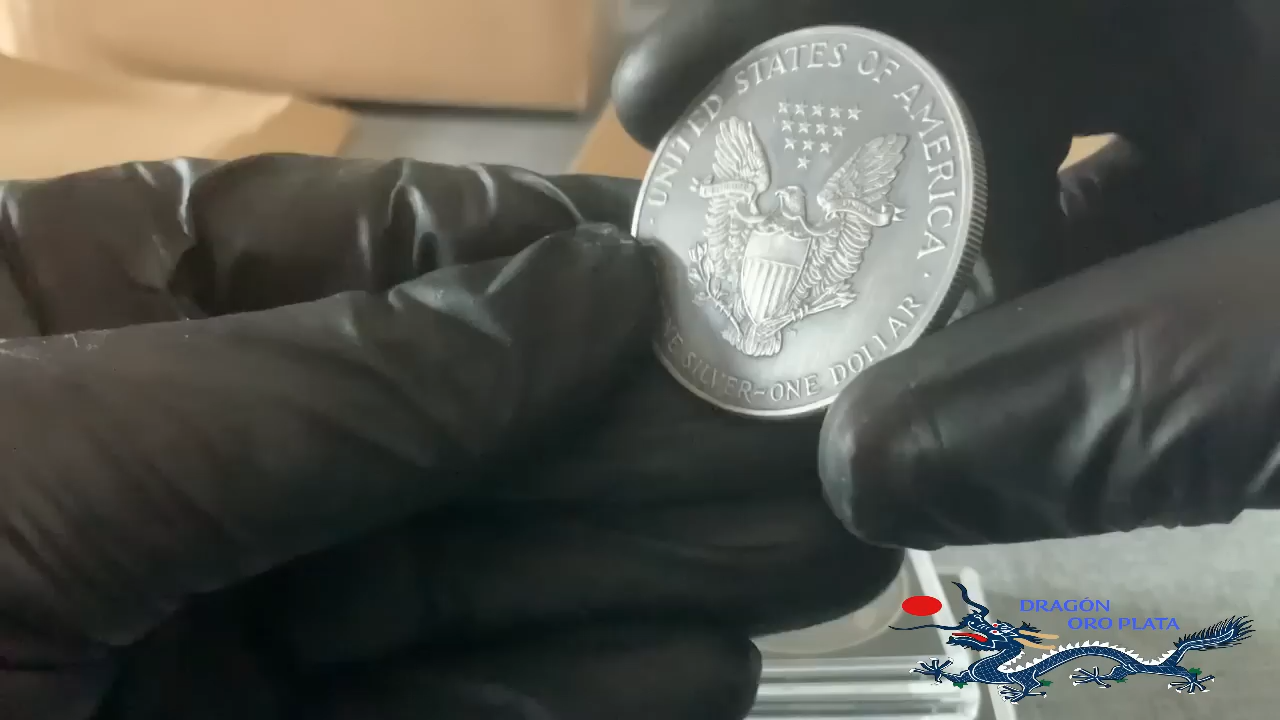 UNITED STATES OF AMERICA
SILVER~ONE DOLLAR
DRAGÓN
ORO PLATA